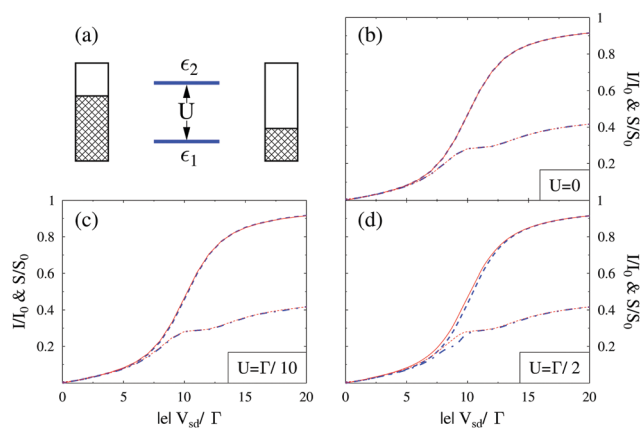 (a)
ϵ2
U
ϵ1
(b)
1
0.8
0.6
0.4
0.2
I/I0 & S/S0
U=0
(c)
1
0.8
0.6
0.4
0.2
I/I0 & S/S0
U=Γ/ 10
0 5 10 15 20
|e| Vsd/ Γ
(d)
1
0.8
0.6
0.4
0.2
I/I0 & S/S0
U=Γ/ 2
0 5 10 15 20
|e| Vsd/ Γ